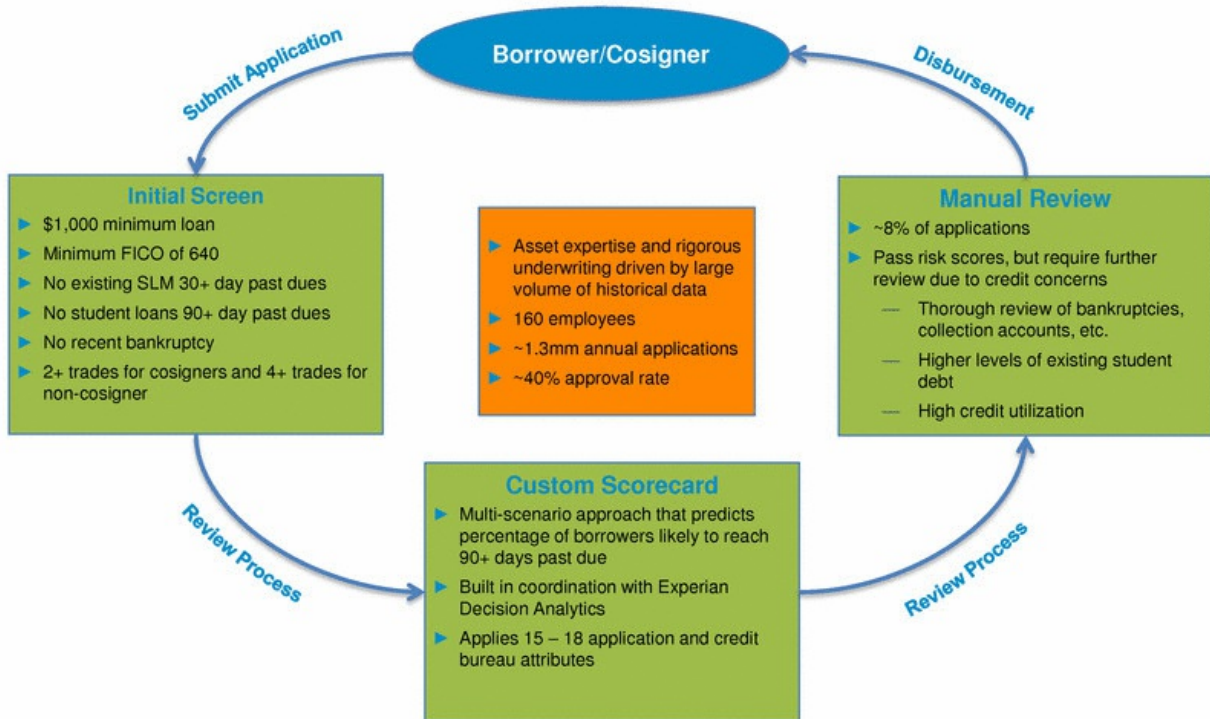 Borrower/Cosigner
Submit Application
Disbursement
Initial Screen
► $1,000 minimum loan
► Minimum FICO of 640
► No existing SLM 30+ day past dues
► No student loans 90+ day past dues
► No recent bankruptcy
► 2+ trades for cosigners and 4+ trades for
non-cosigner
► Asset expertise and rigorous
underwriting driven by large
volume of historical data
► 160 employees
► ~1.3mm annual applications
► ~40% approval rate
Manual Review
► ~8% of applications
► Pass risk scores, but require further
review due to credit concerns
— Thorough review of bankruptcies,
collection accounts, etc.
— Higher levels of existing student
debt
— High credit utilization
Review Process
Custom Scorecard
► Multi-scenario approach that predicts
percentage of borrowers likely to reach
90+ days past due
► Built in coordination with Experian
Decision Analytics
► Applies 15 – 18 application and credit
bureau attributes
Review Process